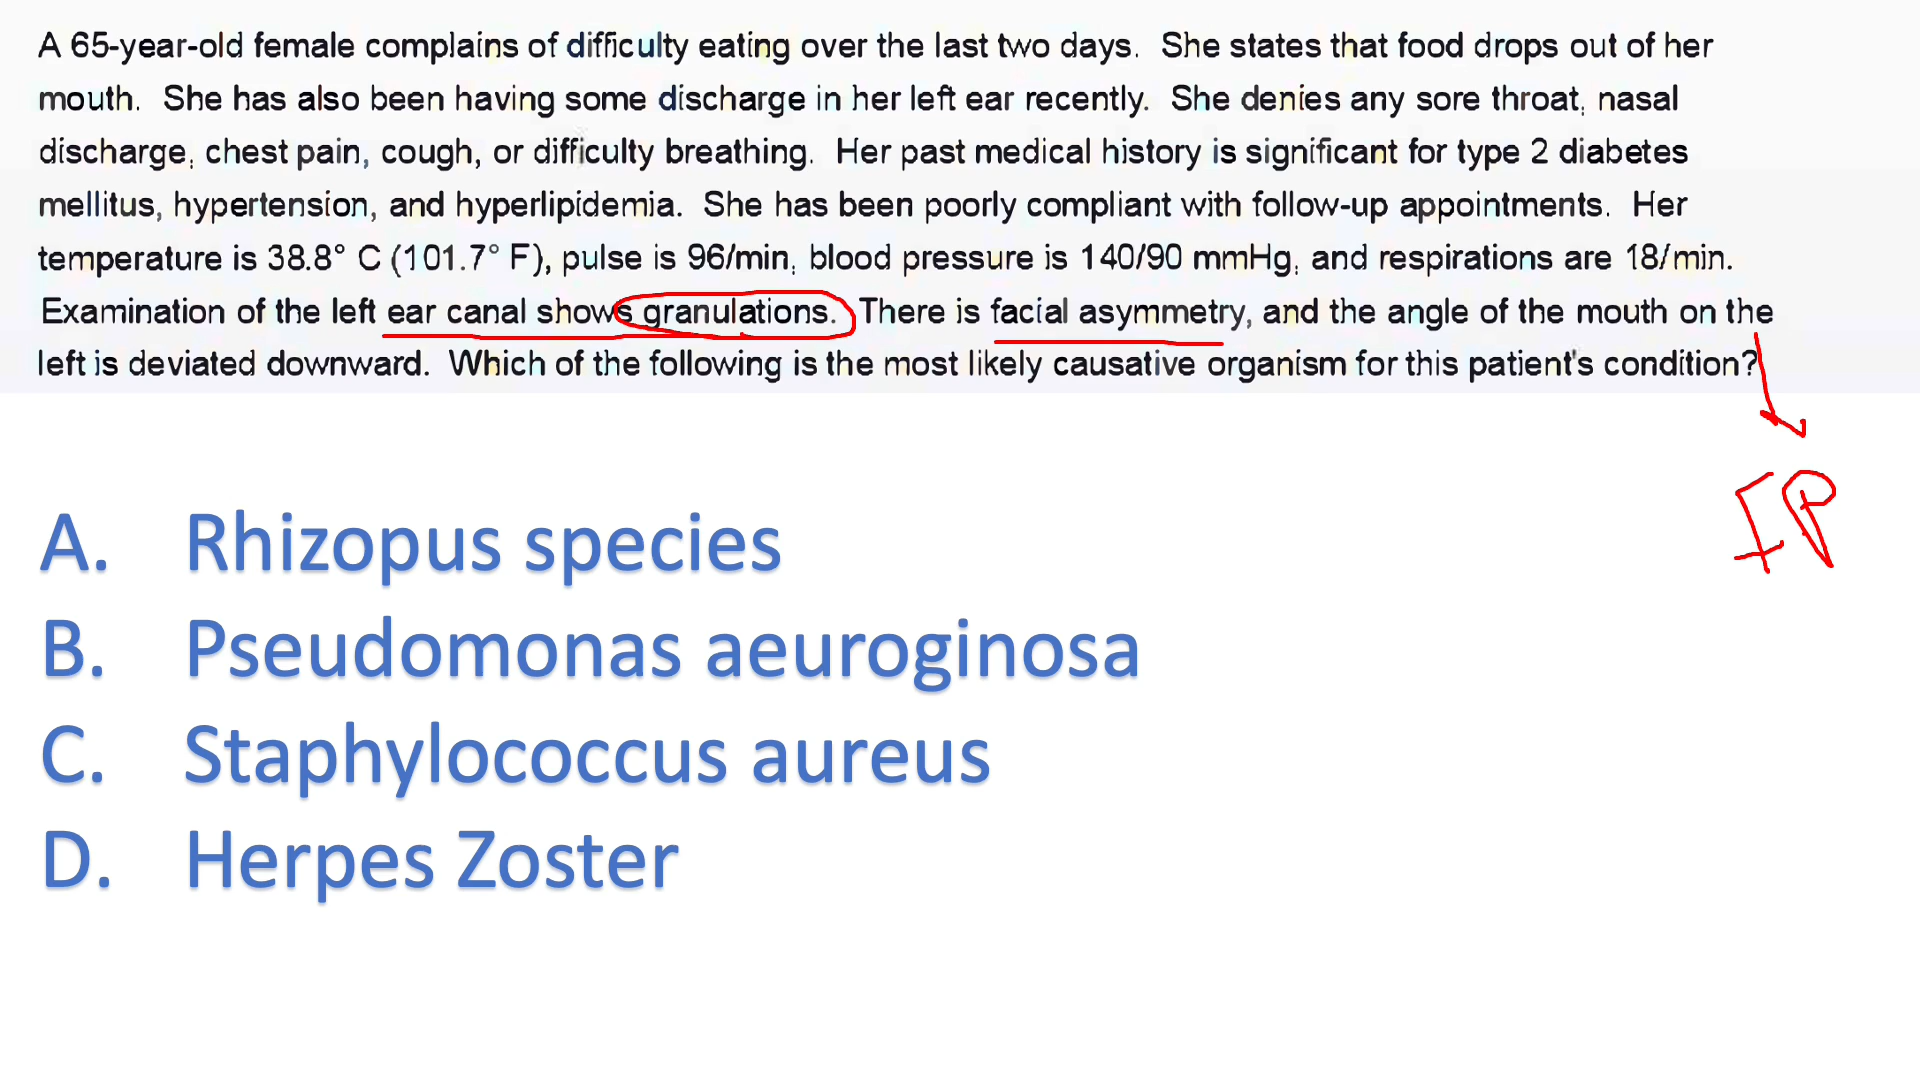 A 65-year-old female complains of difficulty eating over the last two days. She states that food drops out of her
mouth. She has also been having some discharge in her left ear recently. She denies any sore throat, nasal
discharge, chest pain, cough, or difficulty breathing. Her past medical history is significant for type 2 diabetes
mellitus, hypertension, and hyperlipidemia. She has been poorly compliant with follow-up appointments. Her
temperature is 38.8° C (101.7° F), pulse is 96/min, blood pressure is 140/90 mmHg, and respirations are 18/min.
Examination of the left ear canal shows granulations. There is facial asymmetry, and the angle of the mouth on the
left is deviated downward. Which of the following is the most likely causative organism for this patient's condition?
A. Rhizopus species
B. Pseudomonas aeuroginosa
C. Staphylococcus aureus
D. Herpes Zoster